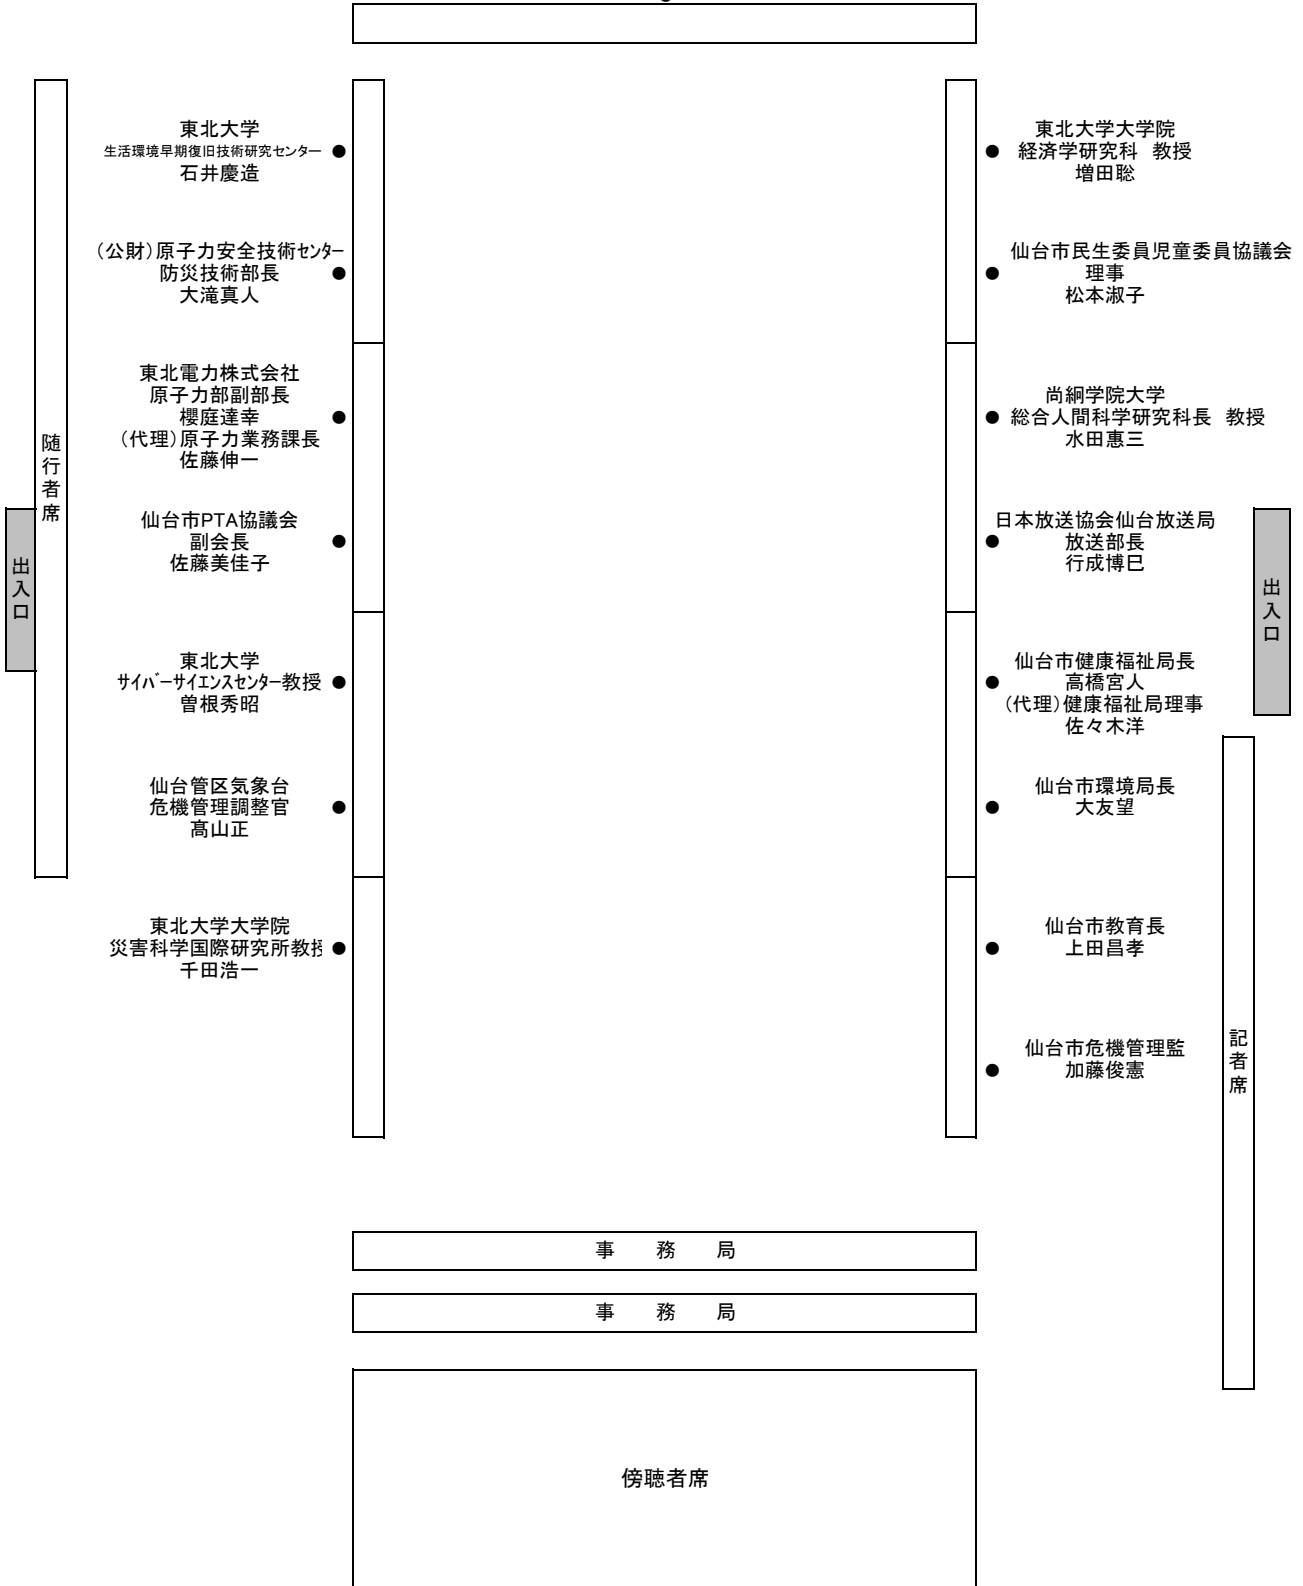 東北大学
生活環境早期復旧技術研究センター
石井慶造
(公財)原子力安全技術センター
防災技術部長
大滝真人
東北電力株式会社
原子力部副部長
櫻庭達幸
(代理)原子力業務課長
佐藤伸一
仙台市PTA協議会
副会長
佐藤美佳子
東北大学
サイバーサイエンスセンター教授
曽根秀昭
仙台管区気象台
危機管理調整官
髙山正
東北大学大学院
災害科学国際研究所教授
千田浩一
東北大学大学院
経済学研究科 教授
増田聡
仙台市民生委員児童委員協議会
理事
松本淑子
尚絅学院大学
総合人間科学研究科長 教授
水田惠三
日本放送協会仙台放送局
放送部長
行成博巳
仙台市健康福祉局長
高橋宮人
(代理)健康福祉局理事
佐々木洋
仙台市環境局長
大友望
仙台市教育長
上田昌孝
仙台市危機管理監
加藤俊憲
随行者席
出入口
出入口
記者席
事 務 局
事 務 局
傍聴者席